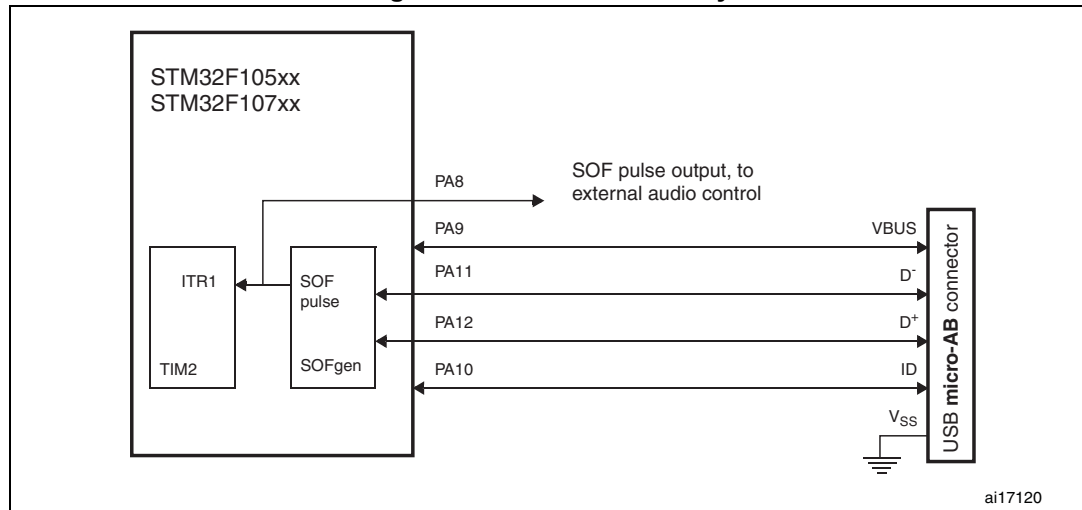 STM32F105xx
STM32F107xx
SOF pulse output, to
external audio control
PA8
PA9
VBUS
PA11
D-
PA12
D+
PA10
ID
VSS
ITR1
TIM2
SOF
pulse
SOFgen
USB micro-AB connector
ai17120